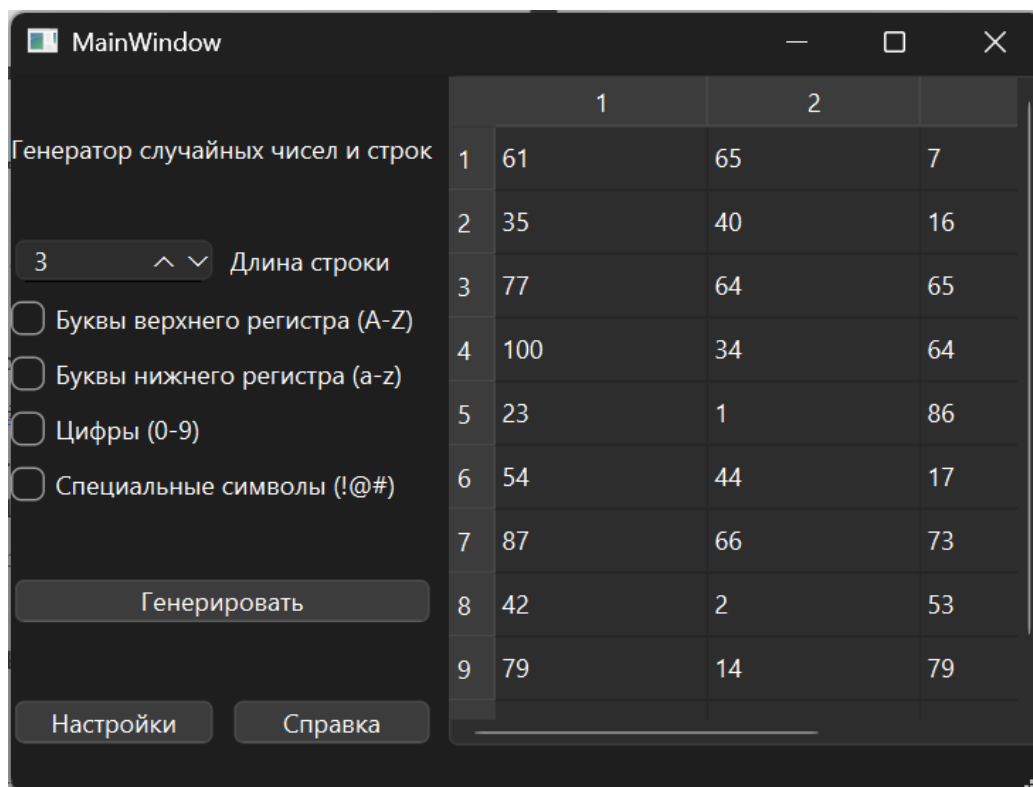 MainWindow
Генератор случайных чисел и строк
3 Длина строки
Буквы верхнего регистра (A-Z)
Буквы нижнего регистра (a-z)
Цифры (0-9)
Специальные символы (!@#)
Генерировать
Настройки Справка
1 2
1 61 65 7
2 35 40 16
3 77 64 65
4 100 34 64
5 23 1 86
6 54 44 17
7 87 66 73
8 42 2 53
9 79 14 79